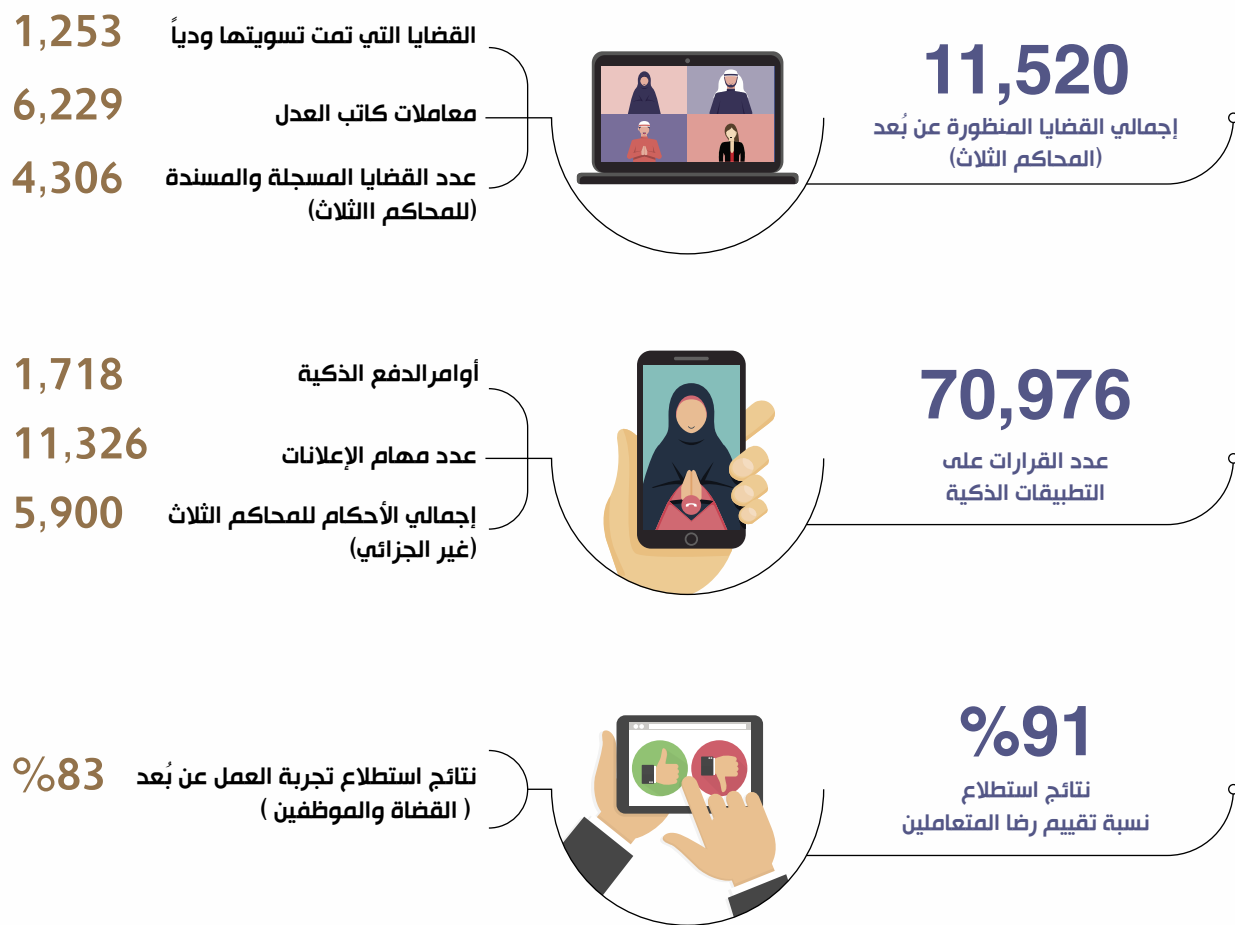 11,520
إجمالي القضايا المنظورة عن بُعد
(المحاكم الثلاث)
القضايا التي تمت تسويتها ودياً
1,253
معاملات كاتب العدل
6,229
عدد القضايا المسجلة والمسندة
(للمحاكم االثلاث)
4,306
70,976
عدد القرارات على
التطبيقات الذكية
أوامرالدفع الذكية
1,718
عدد مهام الإعلانات
11,326
إجمالي الأحكام للمحاكم الثلاث
(غير الجزائي)
5,900
%91
نتائج استطلاع
نسبة تقييم رضا المتعاملين
نتائج استطلاع تجربة العمل عن بُعد
( القضاة والموظفين )
%83